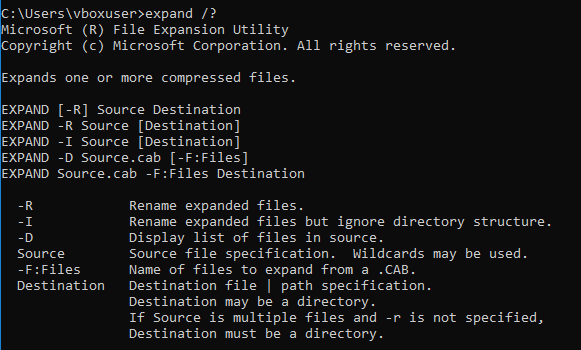 C:\Users\vboxuser>expand /?
Microsoft (R) File Expansion Utility
Copyright (c) Microsoft Corporation. All rights reserved.

Expands one or more compressed files.

EXPAND [-R] Source Destination
EXPAND -R Source [Destination]
EXPAND -I Source [Destination]
EXPAND -D Source.cab [-F:Files]
EXPAND Source.cab -F:Files Destination

  -R            Rename expanded files.
  -I            Rename expanded files but ignore directory structure.
  -D            Display list of files in source.
  Source        Source file specification.  Wildcards may be used.
  -F:Files      Name of files to expand from a .CAB.
  Destination   Destination file | path specification.
                Destination may be a directory.
                If Source is multiple files and -r is not specified,
                Destination must be a directory.